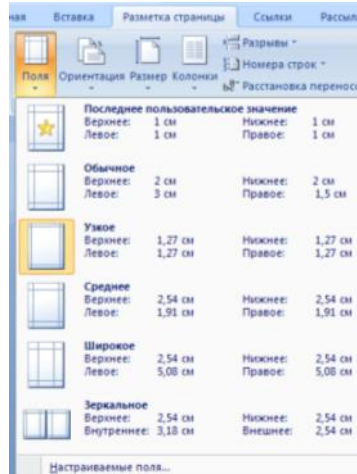 ная Вставка Разметка страницы Ссылки Рассыл
Поля Ориентация Размер Колонки
Разрывы
Номера строк
Расстановка перенос
Последнее пользовательское значение
Верхнее: 1 см Нижнее: 1 см
Левое: 1 см Правое: 1 см
Обычное
Верхнее: 2 см Нижнее: 2 см
Левое: 3 см Правое: 1,5 см
Узкое
Верхнее: 1,27 см Нижнее: 1,27 см
Левое: 1,27 см Правое: 1,27 см
Среднее
Верхнее: 2,54 см Нижнее: 2,54 см
Левое: 1,91 см Правое: 1,91 см
Широкое
Верхнее: 2,54 см Нижнее: 2,54 см
Левое: 5,08 см Правое: 5,08 см
Зеркальное
Верхнее: 2,54 см Нижнее: 2,54 см
Внутреннее: 3,18 см Внешнее: 2,54 см
Настраиваемые поля...